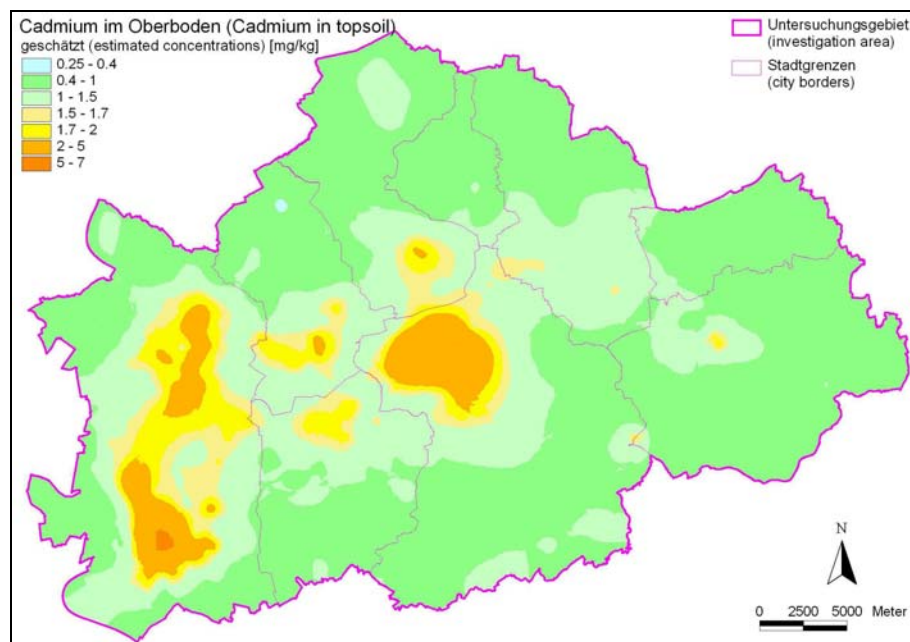 Cadmium im Oberboden (Cadmium in topsoil)
geschätzt (estimated concentrations) [mg/kg]
0.25 - 0.4
0.4 - 1
1 - 1.5
1.5 - 1.7
1.7 - 2
2 - 5
5 - 7
Untersuchungsgebiet
(investigation area)
Stadtgrenzen
(city borders)
N
0 2500 5000 Meter